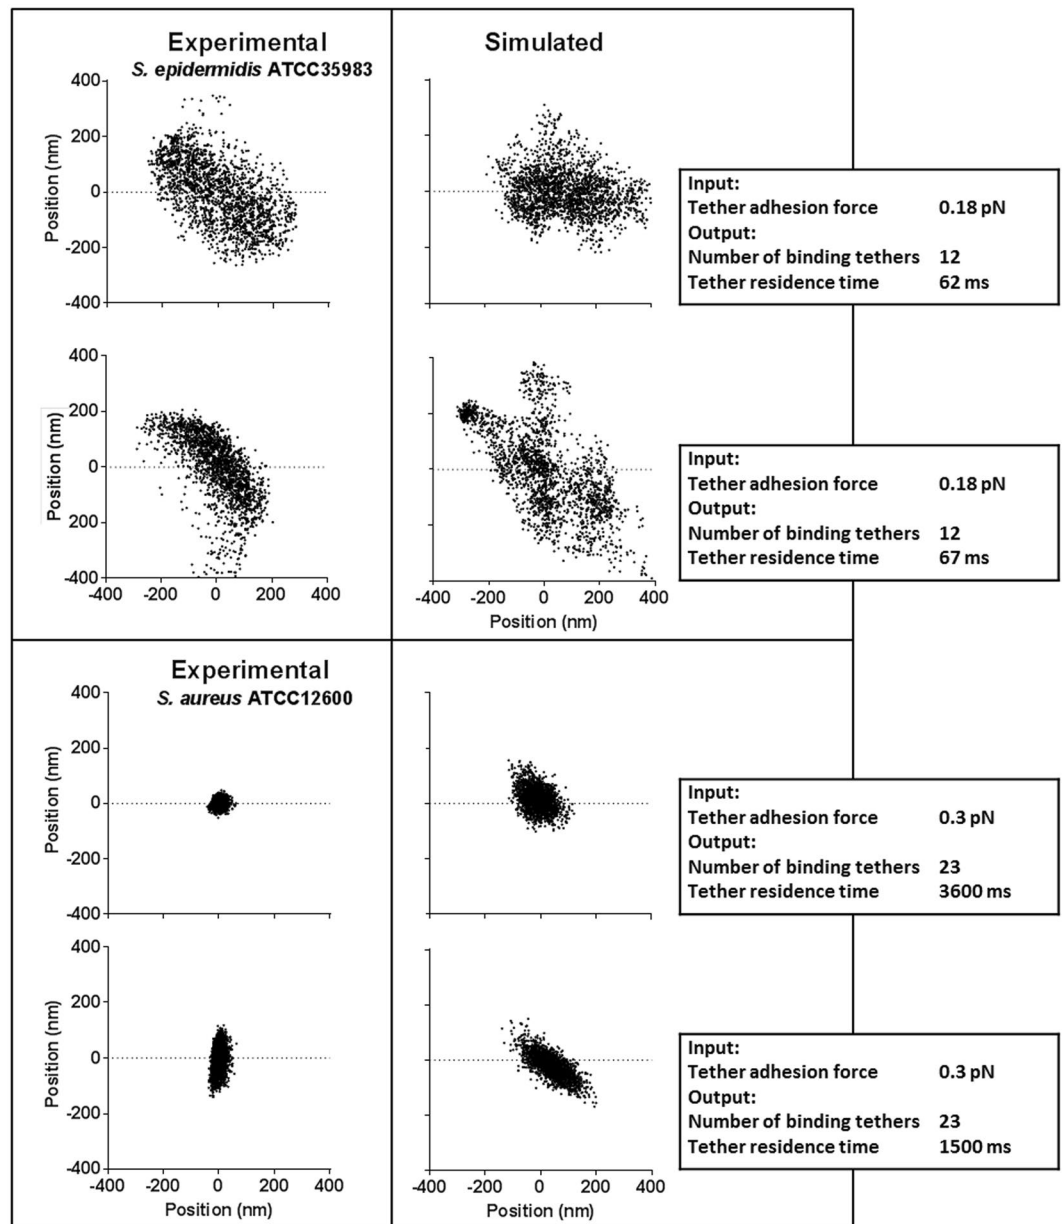 Experimental
S. epidermidis ATCC35983
Simulated
Position (nm)
400
200
0
-200
-400
Input:
Tether adhesion force 0.18 pN
Output:
Number of binding tethers 12
Tether residence time 62 ms
Position (nm)
400
200
0
200
-400
-400 -200 0 200 400
-400 -200 0 200 400
Position (nm)
Input:
Tether adhesion force 0.18 pN
Output:
Number of binding tethers 12
Tether residence time 67 ms
Experimental
S. aureus ATCC12600
Position (nm)
400
200
0
-200
-400
Input:
Tether adhesion force 0.3 pN
Output:
Number of binding tethers 23
Tether residence time 3600 ms
Position (nm)
400
200
0
-200
-400
-400 -200 0 200 400
Position (nm)
-400 -200 0 200 400
Position (nm)
Input:
Tether adhesion force 0.3 pN
Output:
Number of binding tethers 23
Tether residence time 1500 ms